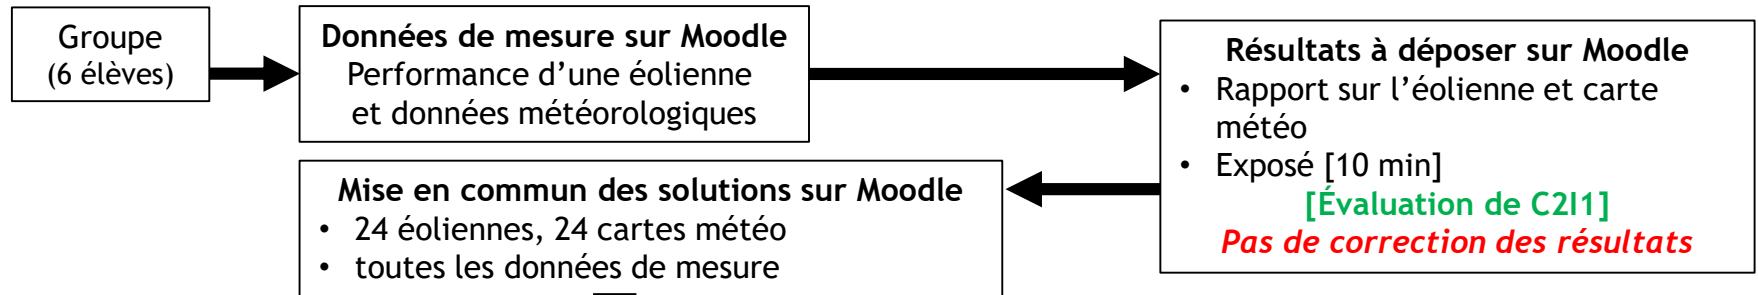 Groupe
(6 élèves)
Données de mesure sur Moodle
Performance d’une éolienne
et données météorologiques
Résultats à déposer sur Moodle
• Rapport sur l’éolienne et carte
météo
• Exposé [10 min]
[Évaluation de C2I1]
Pas de correction des résultats
Mise en commun des solutions sur Moodle
• 24 éoliennes, 24 cartes météo
• toutes les données de mesure